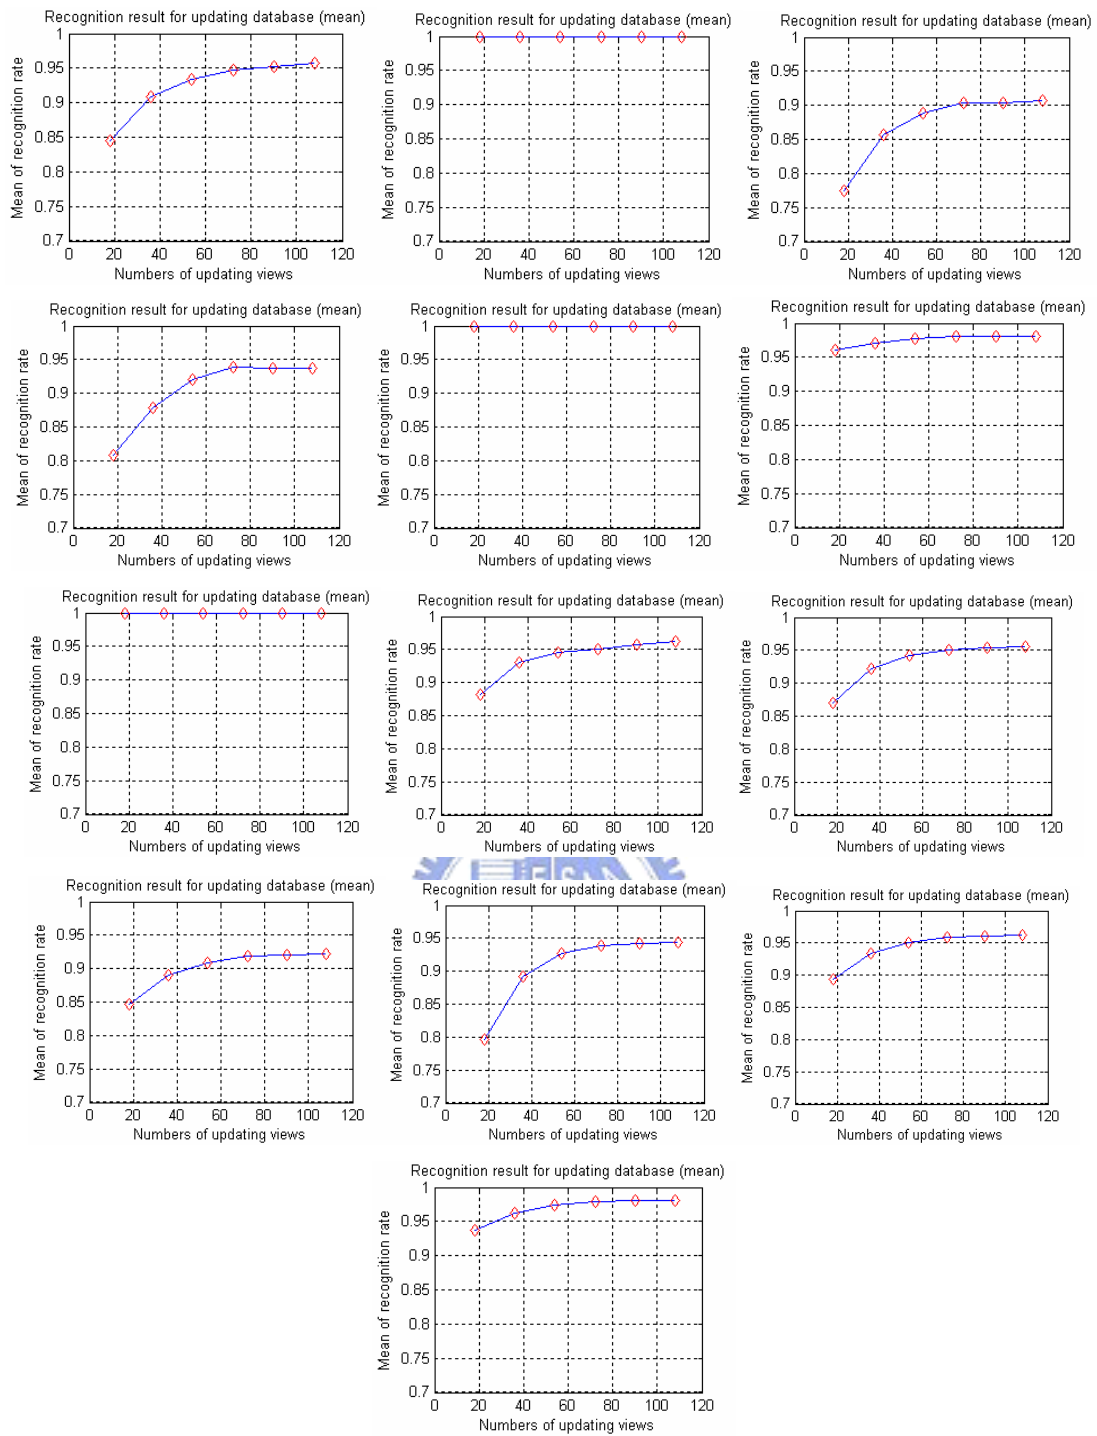 Recognition result for updating database (mean)
1
0.95
0.9
0.85
0.8
0.75
0.7
0 20 40 60 80 100 120
Mean of recognition rate
Numbers of updating views
Recognition result for updating database (mean)
1
0.95
0.9
0.85
0.8
0.75
0.7
0 20 40 60 80 100 120
Mean of recognition rate
Numbers of updating views
Recognition result for updating database (mean)
1
0.95
0.9
0.85
0.8
0.75
0.7
0 20 40 60 80 100 120
Mean of recognition rate
Numbers of updating views
Recognition result for updating database (mean)
1
0.95
0.9
0.85
0.8
0.75
0.7
0 20 40 60 80 100 120
Mean of recognition rate
Numbers of updating views
Recognition result for updating database (mean)
1
0.95
0.9
0.85
0.8
0.75
0.7
0 20 40 60 80 100 120
Mean of recognition rate
Numbers of updating views
Recognition result for updating database (mean)
1
0.95
0.9
0.85
0.8
0.75
0.7
0 20 40 60 80 100 120
Mean of recognition rate
Numbers of updating views
Recognition result for updating database (mean)
1
0.95
0.9
0.85
0.8
0.75
0.7
0 20 40 60 80 100 120
Mean of recognition rate
Numbers of updating views
Recognition result for updating database (mean)
1
0.95
0.9
0.85
0.8
0.75
0.7
0 20 40 60 80 100 120
Mean of recognition rate
Numbers of updating views
Recognition result for updating database (mean)
1
0.95
0.9
0.85
0.8
0.75
0.7
0 20 40 60 80 100 120
Mean of recognition rate
Numbers of updating views
Recognition result for updating database (mean)
1
0.95
0.9
0.85
0.8
0.75
0.7
0 20 40 60 80 100 120
Mean of recognition rate
Numbers of updating views
Recognition result for updating database (mean)
1
0.95
0.9
0.85
0.8
0.75
0.7
0 20 40 60 80 100 120
Mean of recognition rate
Numbers of updating views
Recognition result for updating database (mean)
1
0.95
0.9
0.85
0.8
0.75
0.7
0 20 40 60 80 100 120
Mean of recognition rate
Numbers of updating views
Recognition result for updating database (mean)
1
0.95
0.9
0.85
0.8
0.75
0.7
0 20 40 60 80 100 120
Mean of recognition rate
Numbers of updating views